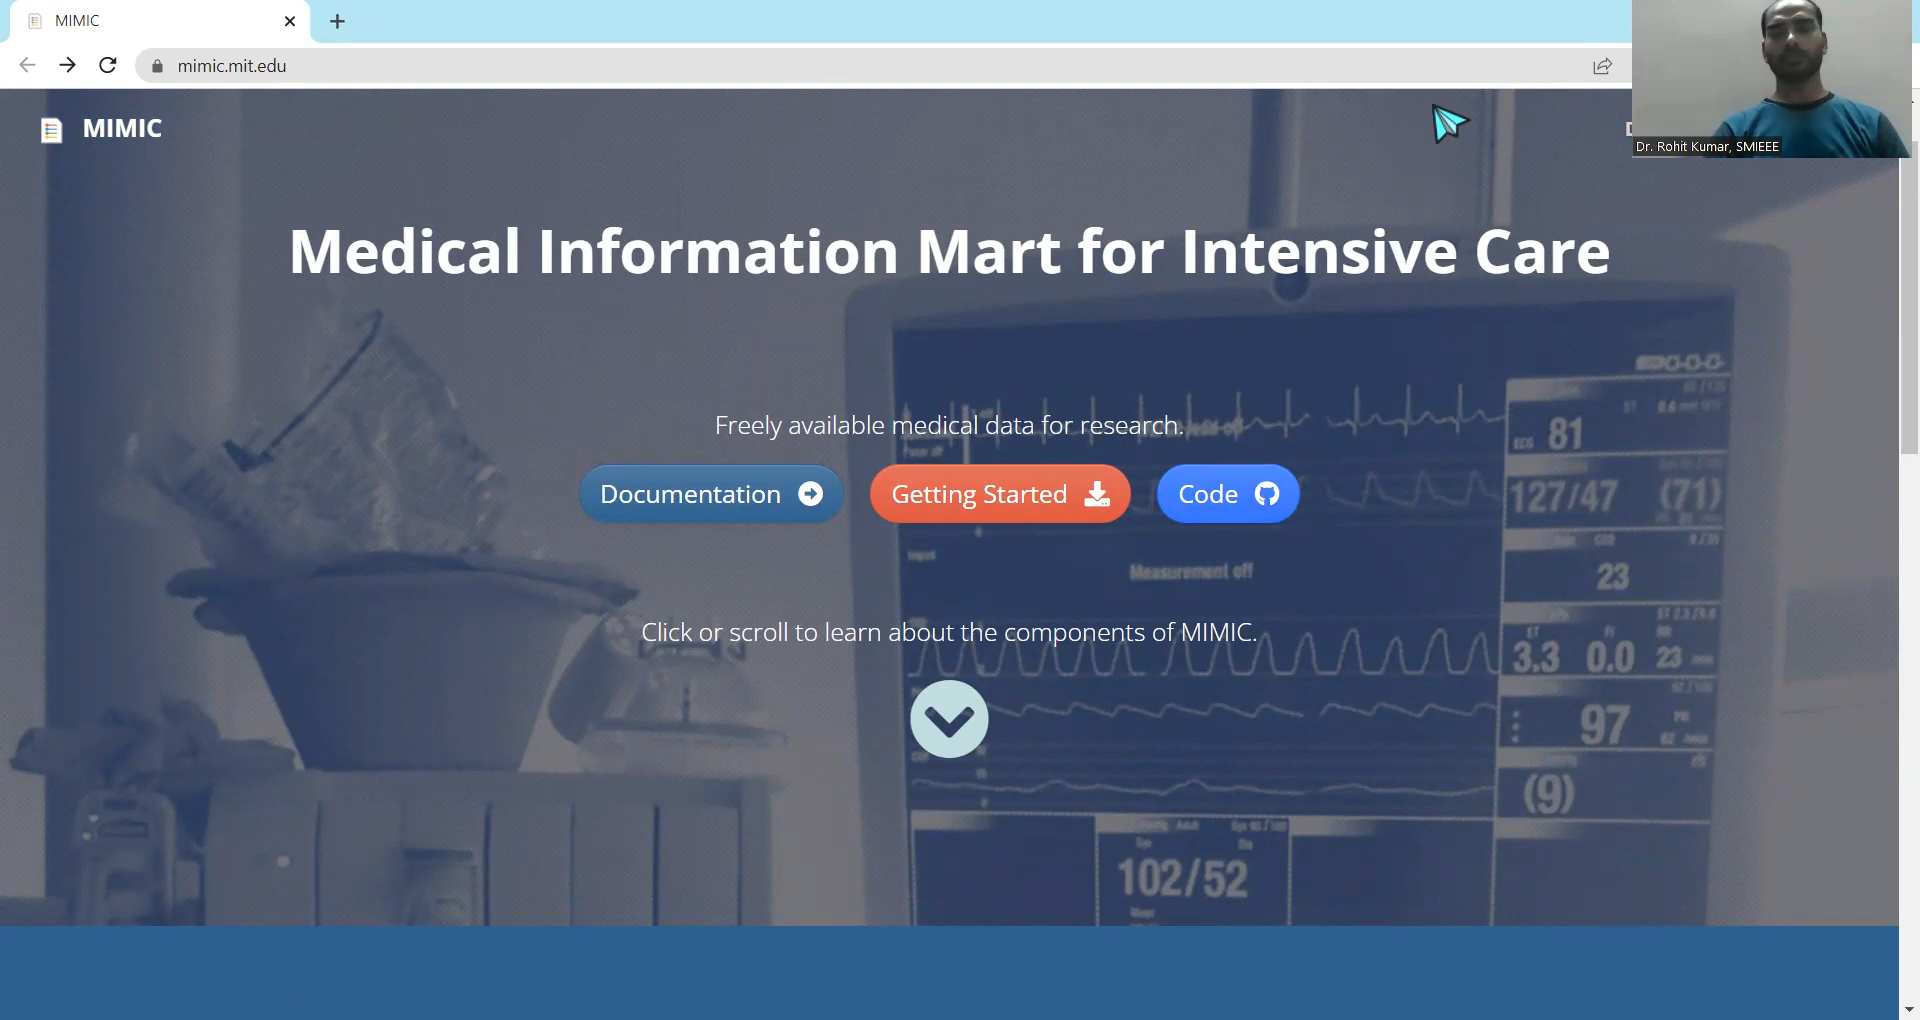 MIMIC
mimic.mit.edu
MIMIC
Dr. Rohit Kumar, SMIEEE
Medical Information Mart for Intensive Care
Freely available medical data for research.
Documentation
Getting Started
Code
Click or scroll to learn about the components of MIMIC.
81
127/47 (71)
Measurement off
23
3.3 0.0 23
97
(9)
102/52